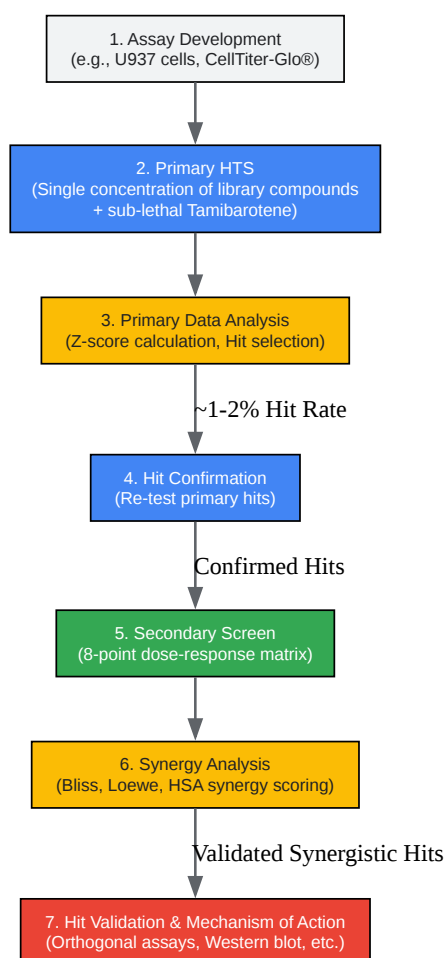 1. Assay Development
(e.g., U937 cells, CellTiter-Glo®)
2. Primary HTS
(Single concentration of library compounds
+ sub-lethal Tamibarotene)
3. Primary Data Analysis
(Z-score calculation, Hit selection)
~1-2% Hit Rate
4. Hit Confirmation
(Re-test primary hits)
Confirmed Hits
5. Secondary Screen
(8-point dose-response matrix)
6. Synergy Analysis
(Bliss, Loewe, HSA synergy scoring)
Validated Synergistic Hits
7. Hit Validation & Mechanism of Action
(Orthogonal assays, Western blot, etc.)